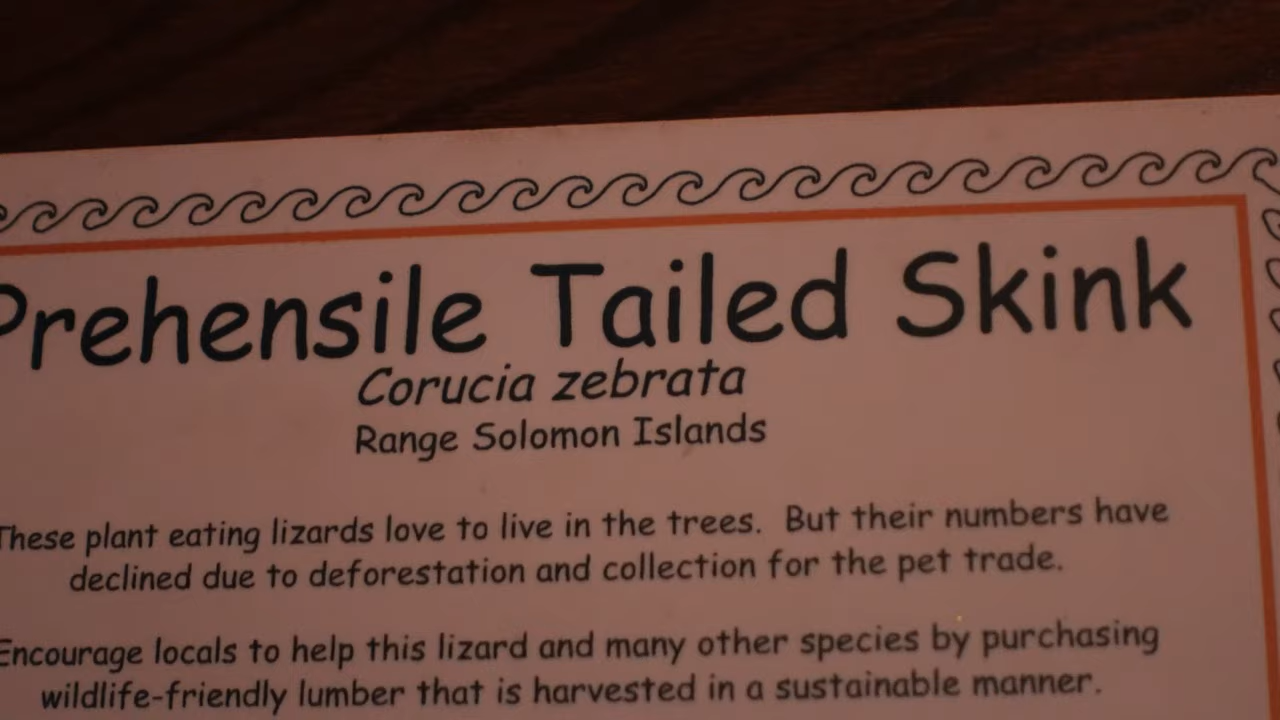 Prehensile Tailed Skink
Corucia zebrata
Range Solomon Islands
These plant eating lizards love to live in the trees. But their numbers have
declined due to deforestation and collection for the pet trade.
Encourage locals to help this lizard and many other species by purchasing
wildlife-friendly lumber that is harvested in a sustainable manner.